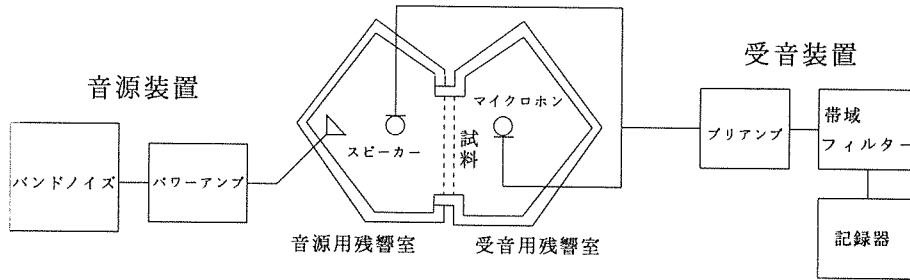 音源装置
バンドノイズ
パワーアンプ
スピーカー
マイクロホン
試料
音源用残響室
受音用残響室
受音装置
プリアンプ
帯域
フィルター
記録器